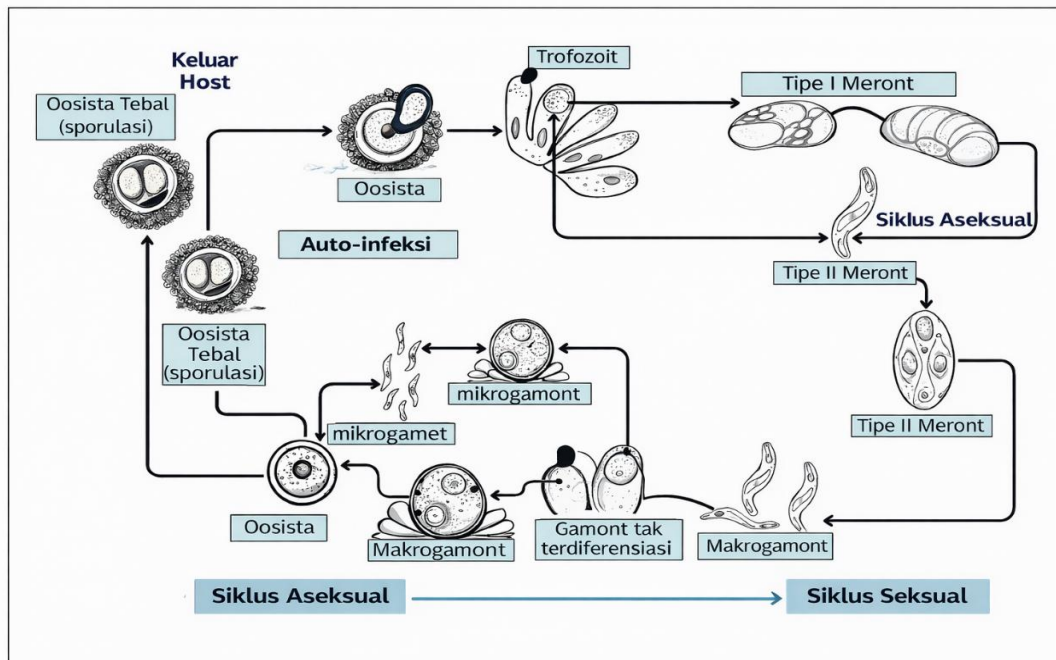 Keluar
Host
Trofozoit
Tipe I Meront
Oosista Tebal
(sporulasi)
Oosista
Siklus Aseksual
Auto-infeksi
Tipe II Meront
Oosista
Tebal
(sporulasi)
mikrogamont
mikrogamet
Tipe II Meront
Oosista
Makrogamont
Gamont tak
terdiferensiasi
Makrogamont
Siklus Aseksual
Siklus Seksual